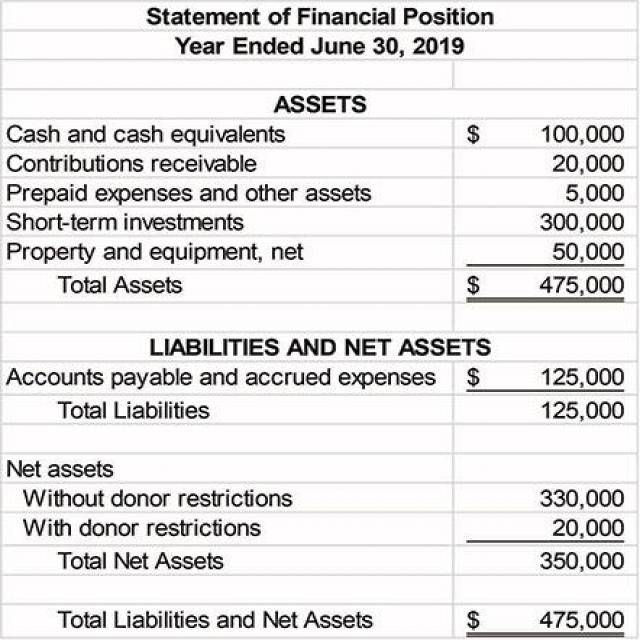 Statement of Financial Position
Year Ended June 30, 2019
ASSETS
Cash and cash equivalents $ 100,000
Contributions receivable 20,000
Prepaid expenses and other assets 5,000
Short-term investments 300,000
Property and equipment, net 50,000
Total Assets $ 475,000
LIABILITIES AND NET ASSETS
Accounts payable and accrued expenses $ 125,000
Total Liabilities 125,000
Net assets
Without donor restrictions 330,000
With donor restrictions 20,000
Total Net Assets 350,000
Total Liabilities and Net Assets $ 475,000